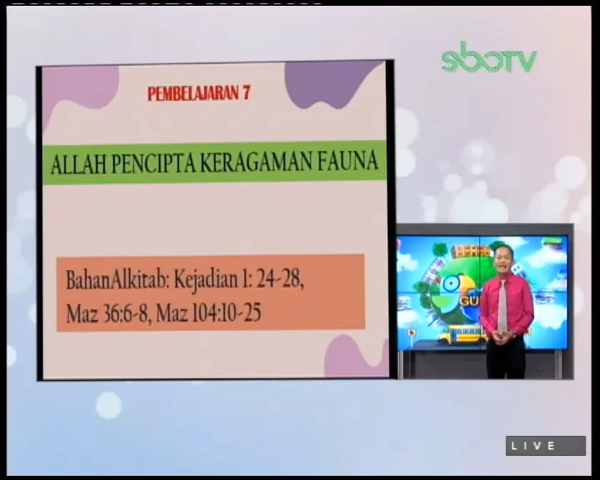 sboTV
PEMBELAJARAN 7
ALLAH PENCIPTA KERAGAMAN FAUNA
BahanAlkitab: Kejadian 1: 24-28,
Maz 36:6-8, Maz 104:10-25
GU
LIVE